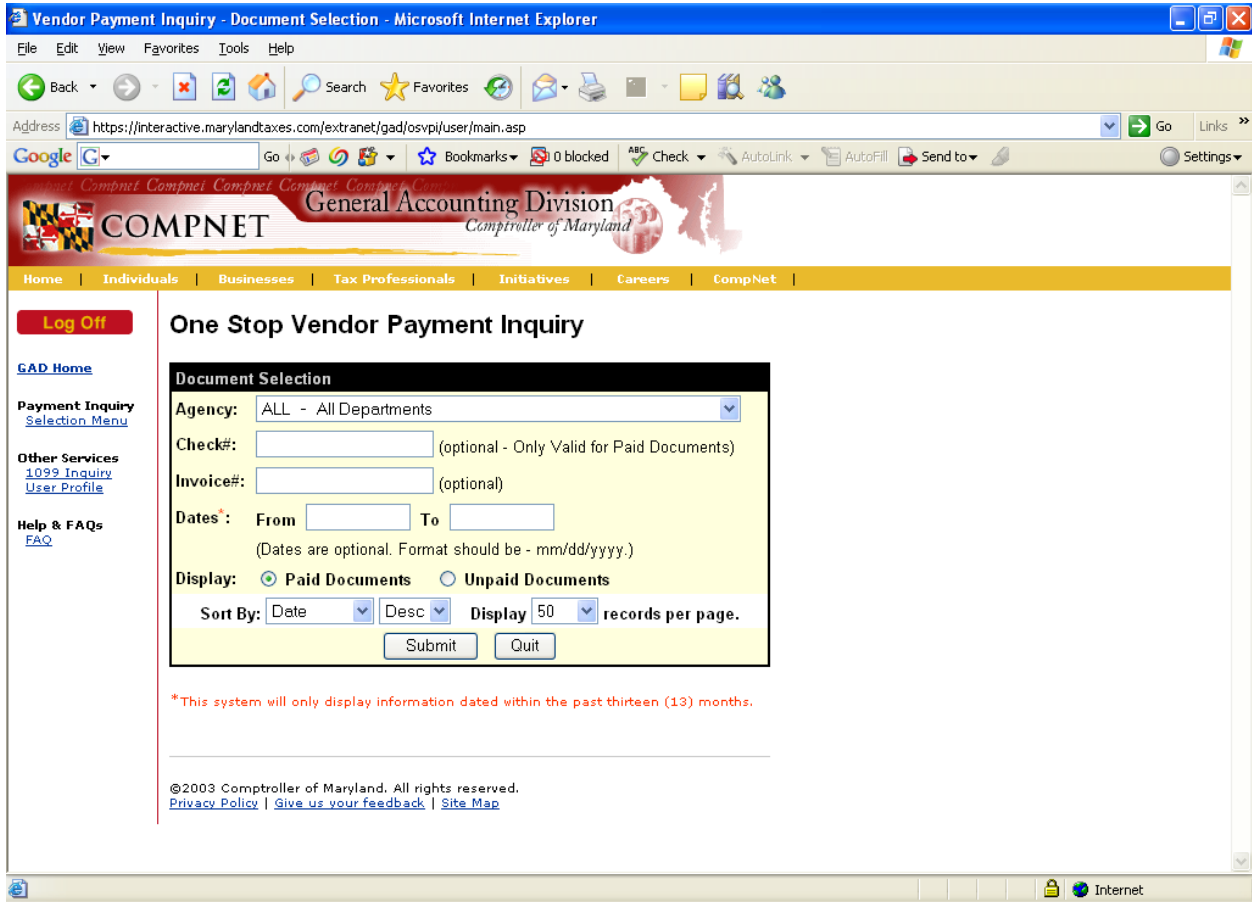 Vendor Payment Inquiry - Document Selection - Microsoft Internet Explorer
File Edit View Favorites Tools Help
Back Search Favorites
Address https://interactive.marylandtaxes.com/extranet/gad/osvpi/user/main.asp Go Links »
Google G Go Bookmarks 0 blocked ABC Check AutoLink AutoFill Send to Settings
Compnet Compnet Compnet Compnet Compnet Compnet
General Accounting Division
COMPNET Comptroller of Maryland
Home | Individuals | Businesses | Tax Professionals | Initiatives | Careers | CompNet |
Log Off
One Stop Vendor Payment Inquiry
GAD Home
Document Selection
Payment Inquiry
Selection Menu
Agency: ALL - All Departments
Check#: (optional - Only Valid for Paid Documents)
Other Services
1099 Inquiry
User Profile
Invoice#: (optional)
Dates*: From To
Help & FAQs
FAQ
(Dates are optional. Format should be - mm/dd/yyyy.)
Display: Paid Documents Unpaid Documents
Sort By: Date Desc Display 50 records per page.
Submit Quit
*This system will only display information dated within the past thirteen (13) months.
©2003 Comptroller of Maryland. All rights reserved.
Privacy Policy | Give us your feedback | Site Map
Internet